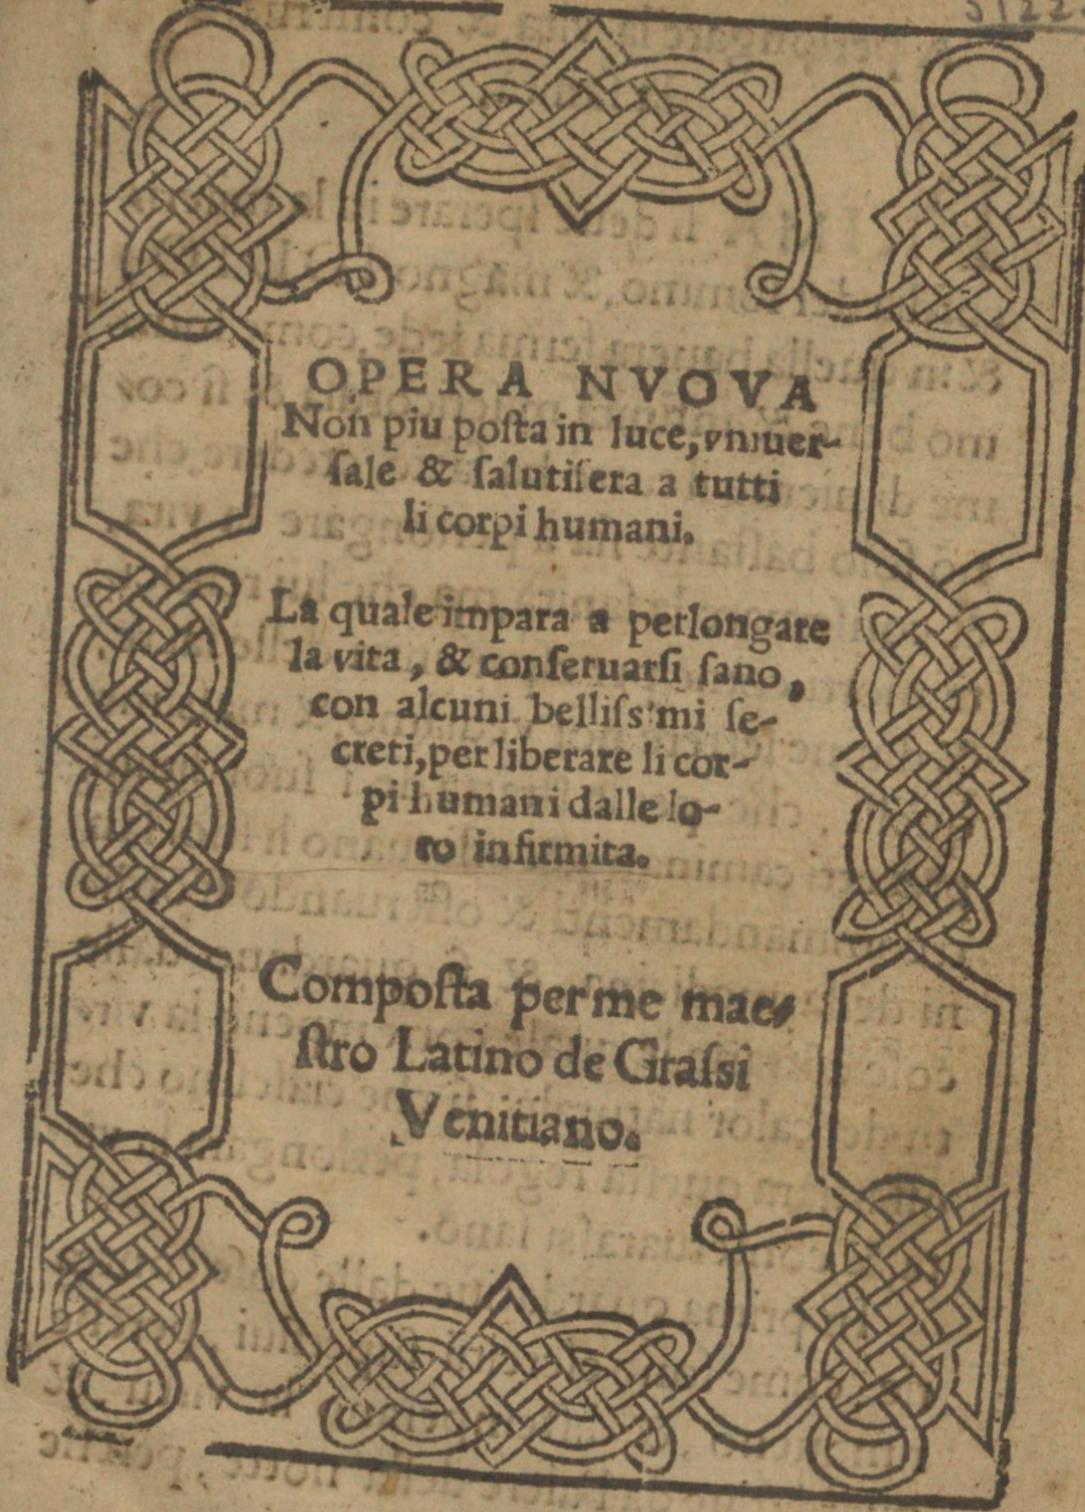 OPERA NVOVA
Non piu poſta in luce, vniuer-
ſale & ſalutifera a tutti
li corpi humani.
La quale impara a perlongare
la vita, & conſeruarſi ſano,
con alcuni belliſsimi ſe-
creti, per liberare li cor-
pi humani dalle lo-
ro infirmita.
Compoſta per me mae-
ſtro Latino de Graſsi
Venitiano.